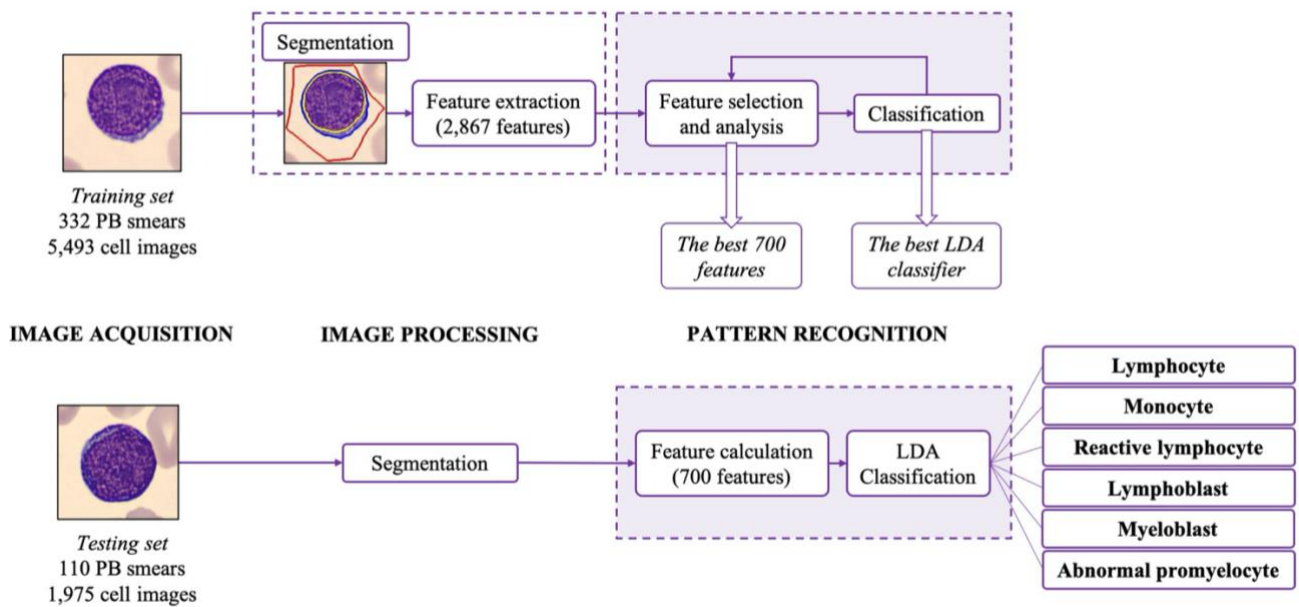 Segmentation
Feature extraction
(2,867 features)
Feature selection
and analysis
Classification
Training set
332 PB smears
5,493 cell images
The best 700
features
The best LDA
classifier
IMAGE ACQUISITION
IMAGE PROCESSING
PATTERN RECOGNITION
Testing set
110 PB smears
1,975 cell images
Segmentation
Feature calculation
(700 features)
LDA
Classification
Lymphocyte
Monocyte
Reactive lymphocyte
Lymphoblast
Myeloblast
Abnormal promyelocyte